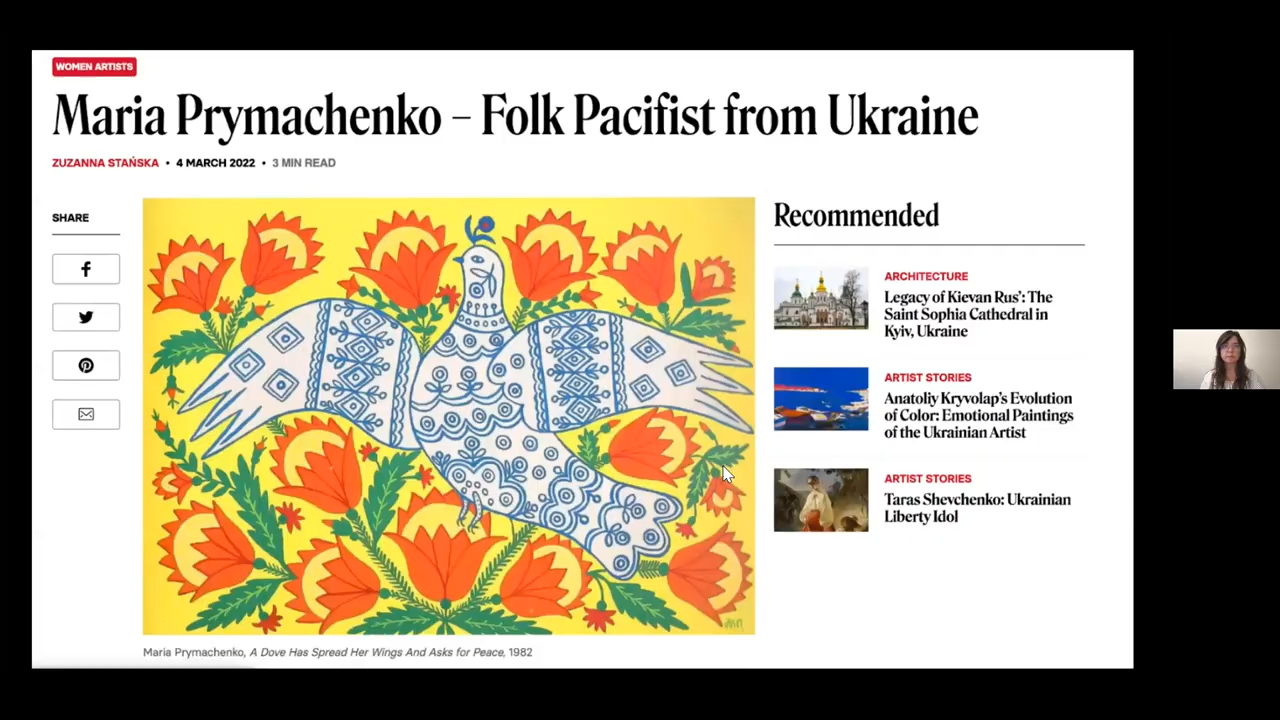 WOMEN ARTISTS
Maria Prymachenko – Folk Pacifist from Ukraine
ZUZANNA STAŃSKA • 4 MARCH 2022 • 3 MIN READ
SHARE
Recommended
ARCHITECTURE
Legacy of Kievan Rus’: The
Saint Sophia Cathedral in
Kyiv, Ukraine
ARTIST STORIES
Anatoliy Kryvolap’s Evolution
of Color: Emotional Paintings
of the Ukrainian Artist
ARTIST STORIES
Taras Shevchenko: Ukrainian
Liberty Idol
Maria Prymachenko, A Dove Has Spread Her Wings And Asks for Peace, 1982